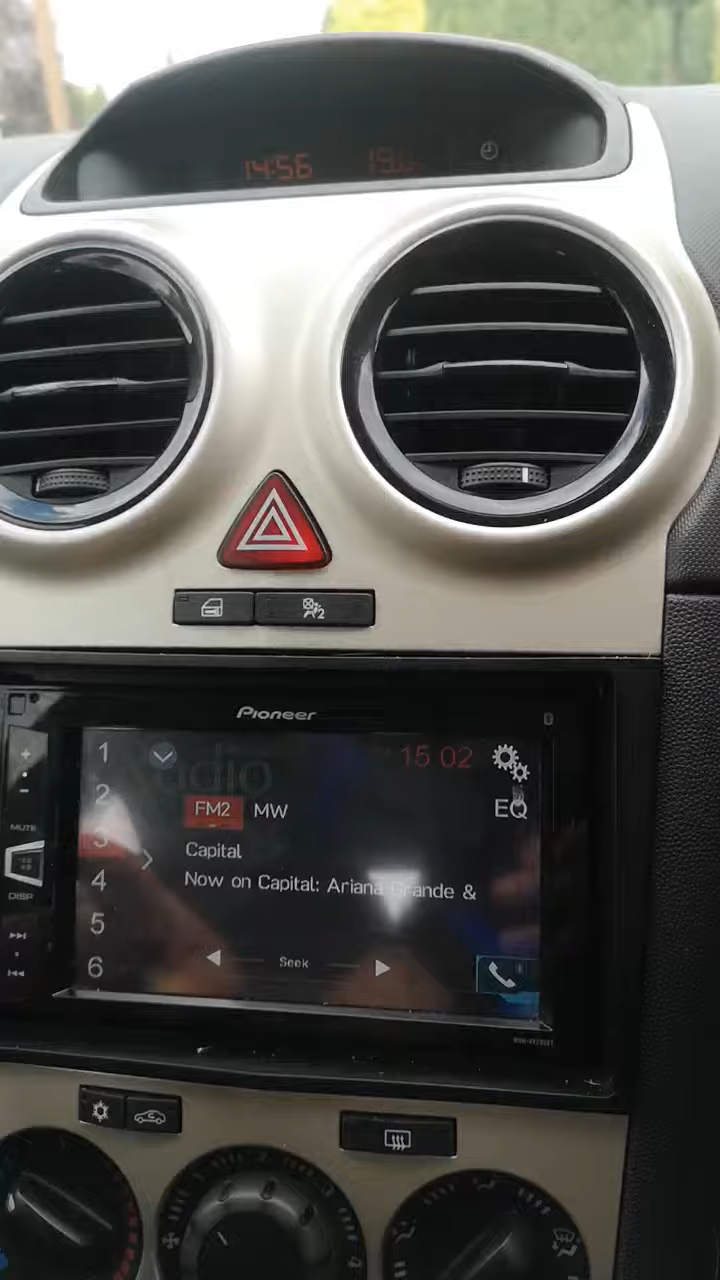 14:56
Pioneer
1
15 02
2
FM2 MW
EQ
3
Capital
4
Now on Capital: Ariana Grande &
5
6
Seek
MUTE
DISP